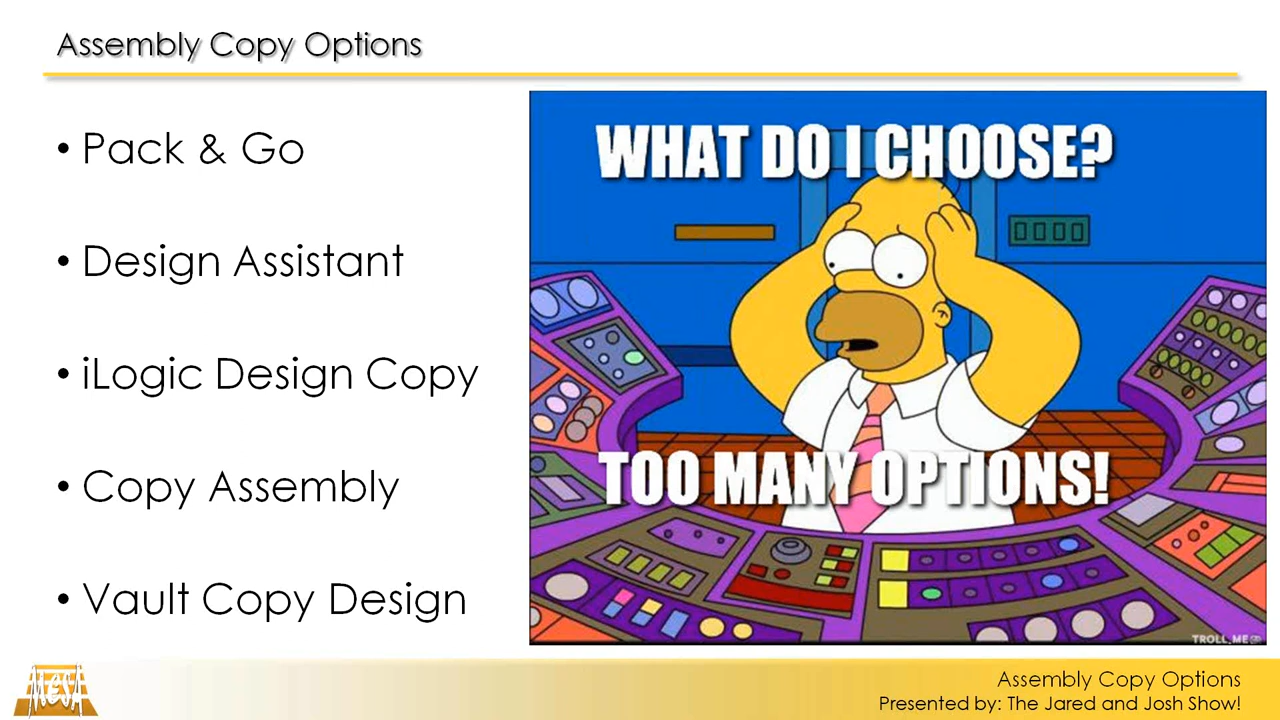 Assembly Copy Options
• Pack & Go
• Design Assistant
• iLogic Design Copy
• Copy Assembly
• Vault Copy Design
WHAT DO I CHOOSE?
TOO MANY OPTIONS!
TROLL.ME
MESA
Assembly Copy Options
Presented by: The Jared and Josh Show!